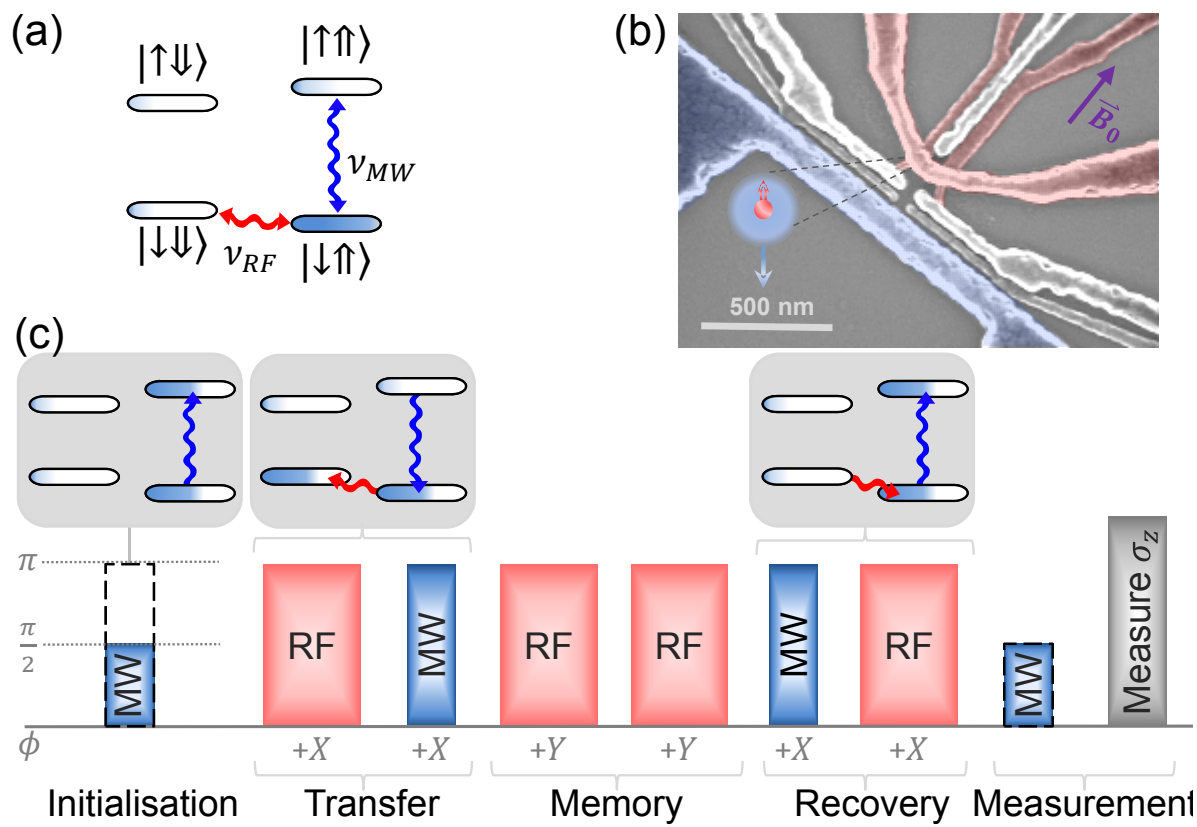 (a)
|↑⇓⟩
|↑⇑⟩
ν_MW
|↓⇓⟩
ν_RF
|↓⇑⟩
(b)
B⃗₀
500 nm
(c)
π
π/2
MW
RF
MW
RF
RF
MW
RF
MW
Measure σ_z
ϕ
+X
+X
+Y
+Y
+X
+X
Initialisation
Transfer
Memory
Recovery
Measurement